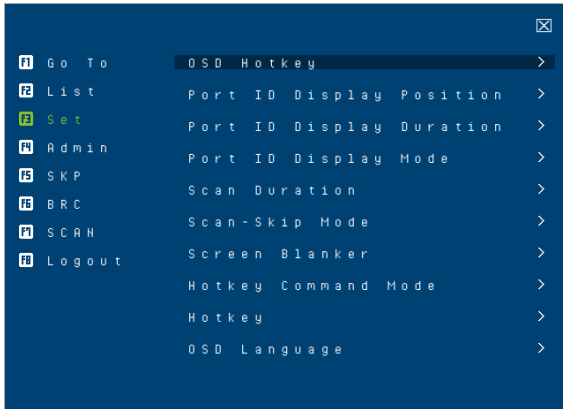 F1 Go To
F2 List
F3 Set
F4 Admin
F5 SKP
F6 BRC
F7 SCAN
F8 Logout
OSD Hotkey
Port ID Display Position
Port ID Display Duration
Port ID Display Mode
Scan Duration
Scan-Skip Mode
Screen Blanker
Hotkey Command Mode
Hotkey
OSD Language